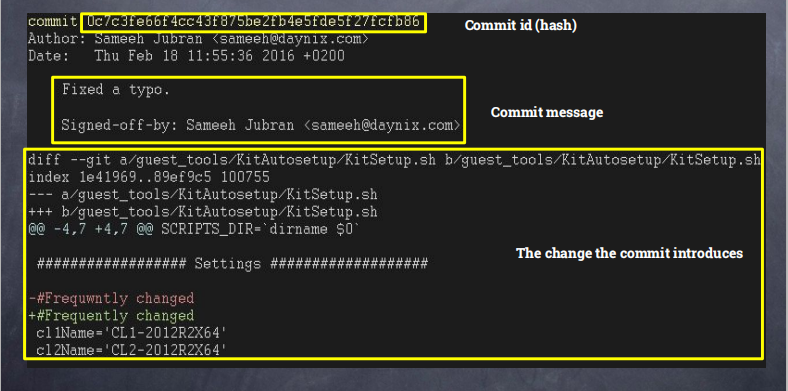 commit 0c7c3fe66f4cc43f875be2fb4e5fde5f27fcfb86
Commit id (hash)
Author: Sameeh Jubran <sameeh@daynix.com>
Date:   Thu Feb 18 11:55:36 2016 +0200
Fixed a typo.
Commit message
Signed-off-by: Sameeh Jubran <sameeh@daynix.com>
diff --git a/guest_tools/KitAutosetup/KitSetup.sh b/guest_tools/KitAutosetup/KitSetup.sh
index 1e41969..89ef9c5 100755
--- a/guest_tools/KitAutosetup/KitSetup.sh
+++ b/guest_tools/KitAutosetup/KitSetup.sh
@@ -4,7 +4,7 @@ SCRIPTS_DIR=`dirname $0`
The change the commit introduces
################## Settings ###################
-#Frequwntly changed
+#Frequently changed
cl1Name='CL1-2012R2X64'
cl2Name='CL2-2012R2X64'